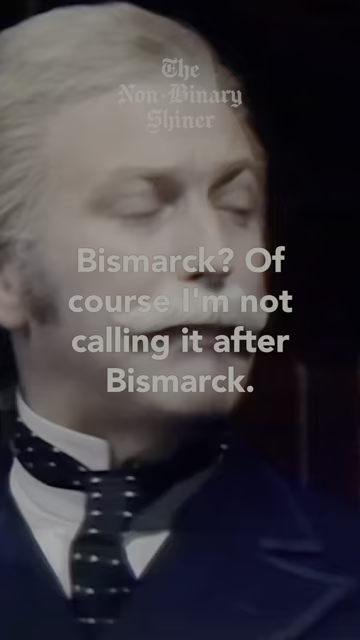 The
Non-Binary
Shiner
Bismarck? Of
course I'm not
calling it after
Bismarck.